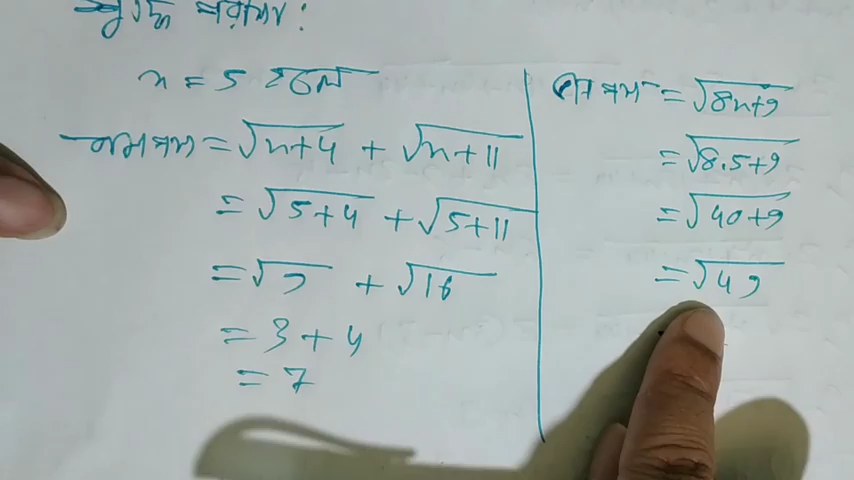 শুদ্ধি পরীক্ষা:
x = 5 হলে
বামপক্ষ = √(x+4) + √(x+11)
= √(5+4) + √(5+11)
= √9 + √16
= 3 + 4
= 7
ডানপক্ষ = √(8x+9)
= √(8.5+9)
= √(40+9)
= √49